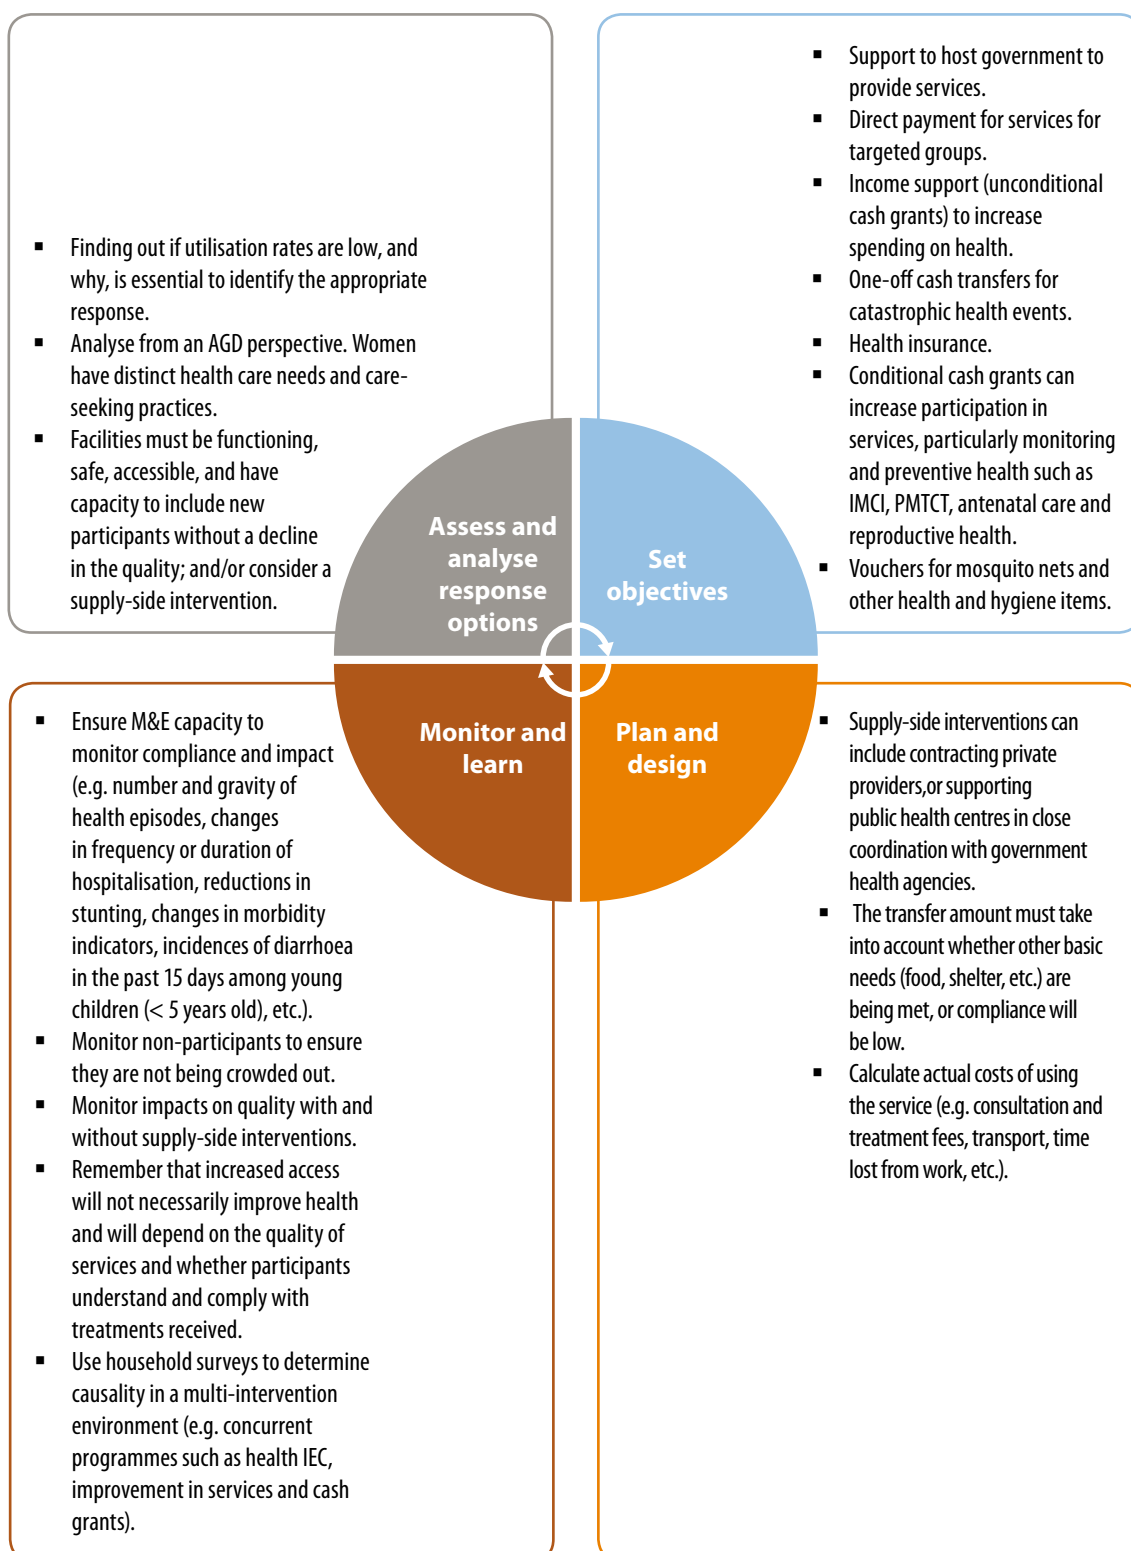 ▪ Finding out if utilisation rates are low, and
why, is essential to identify the appropriate
response.
▪ Analyse from an AGD perspective. Women
have distinct health care needs and care-
seeking practices.
▪ Facilities must be functioning,
safe, accessible, and have
capacity to include new
participants without a decline
in the quality; and/or consider a
supply-side intervention.
▪ Support to host government to
provide services.
▪ Direct payment for services for
targeted groups.
▪ Income support (unconditional
cash grants) to increase
spending on health.
▪ One-off cash transfers for
catastrophic health events.
▪ Health insurance.
▪ Conditional cash grants can
increase participation in
services, particularly monitoring
and preventive health such as
IMCI, PMTCT, antenatal care and
reproductive health.
▪ Vouchers for mosquito nets and
other health and hygiene items.
Assess and
analyse
response
options
Set
objectives
Monitor and
learn
Plan and
design
▪ Ensure M&E capacity to
monitor compliance and impact
(e.g. number and gravity of
health episodes, changes
in frequency or duration of
hospitalisation, reductions in
stunting, changes in morbidity
indicators, incidences of diarrhoea
in the past 15 days among young
children (< 5 years old), etc.).
▪ Monitor non-participants to ensure
they are not being crowded out.
▪ Monitor impacts on quality with and
without supply-side interventions.
▪ Remember that increased access
will not necessarily improve health
and will depend on the quality of
services and whether participants
understand and comply with
treatments received.
▪ Use household surveys to determine
causality in a multi-intervention
environment (e.g. concurrent
programmes such as health IEC,
improvement in services and cash
grants).
▪ Supply-side interventions can
include contracting private
providers,or supporting
public health centres in close
coordination with government
health agencies.
▪ The transfer amount must take
into account whether other basic
needs (food, shelter, etc.) are
being met, or compliance will
be low.
▪ Calculate actual costs of using
the service (e.g. consultation and
treatment fees, transport, time
lost from work, etc.).